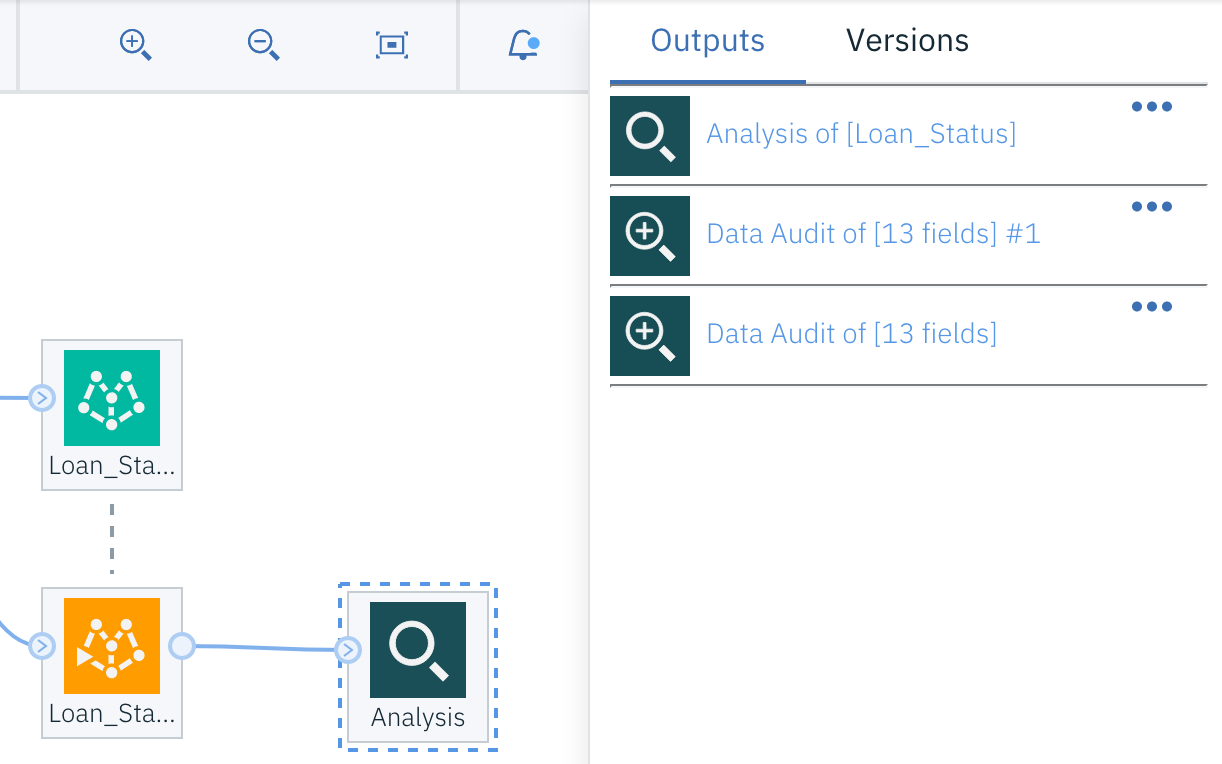 Outputs
Versions
Analysis of [Loan_Status]
Data Audit of [13 fields] #1
Data Audit of [13 fields]
Loan_Sta...
Loan_Sta...
Analysis